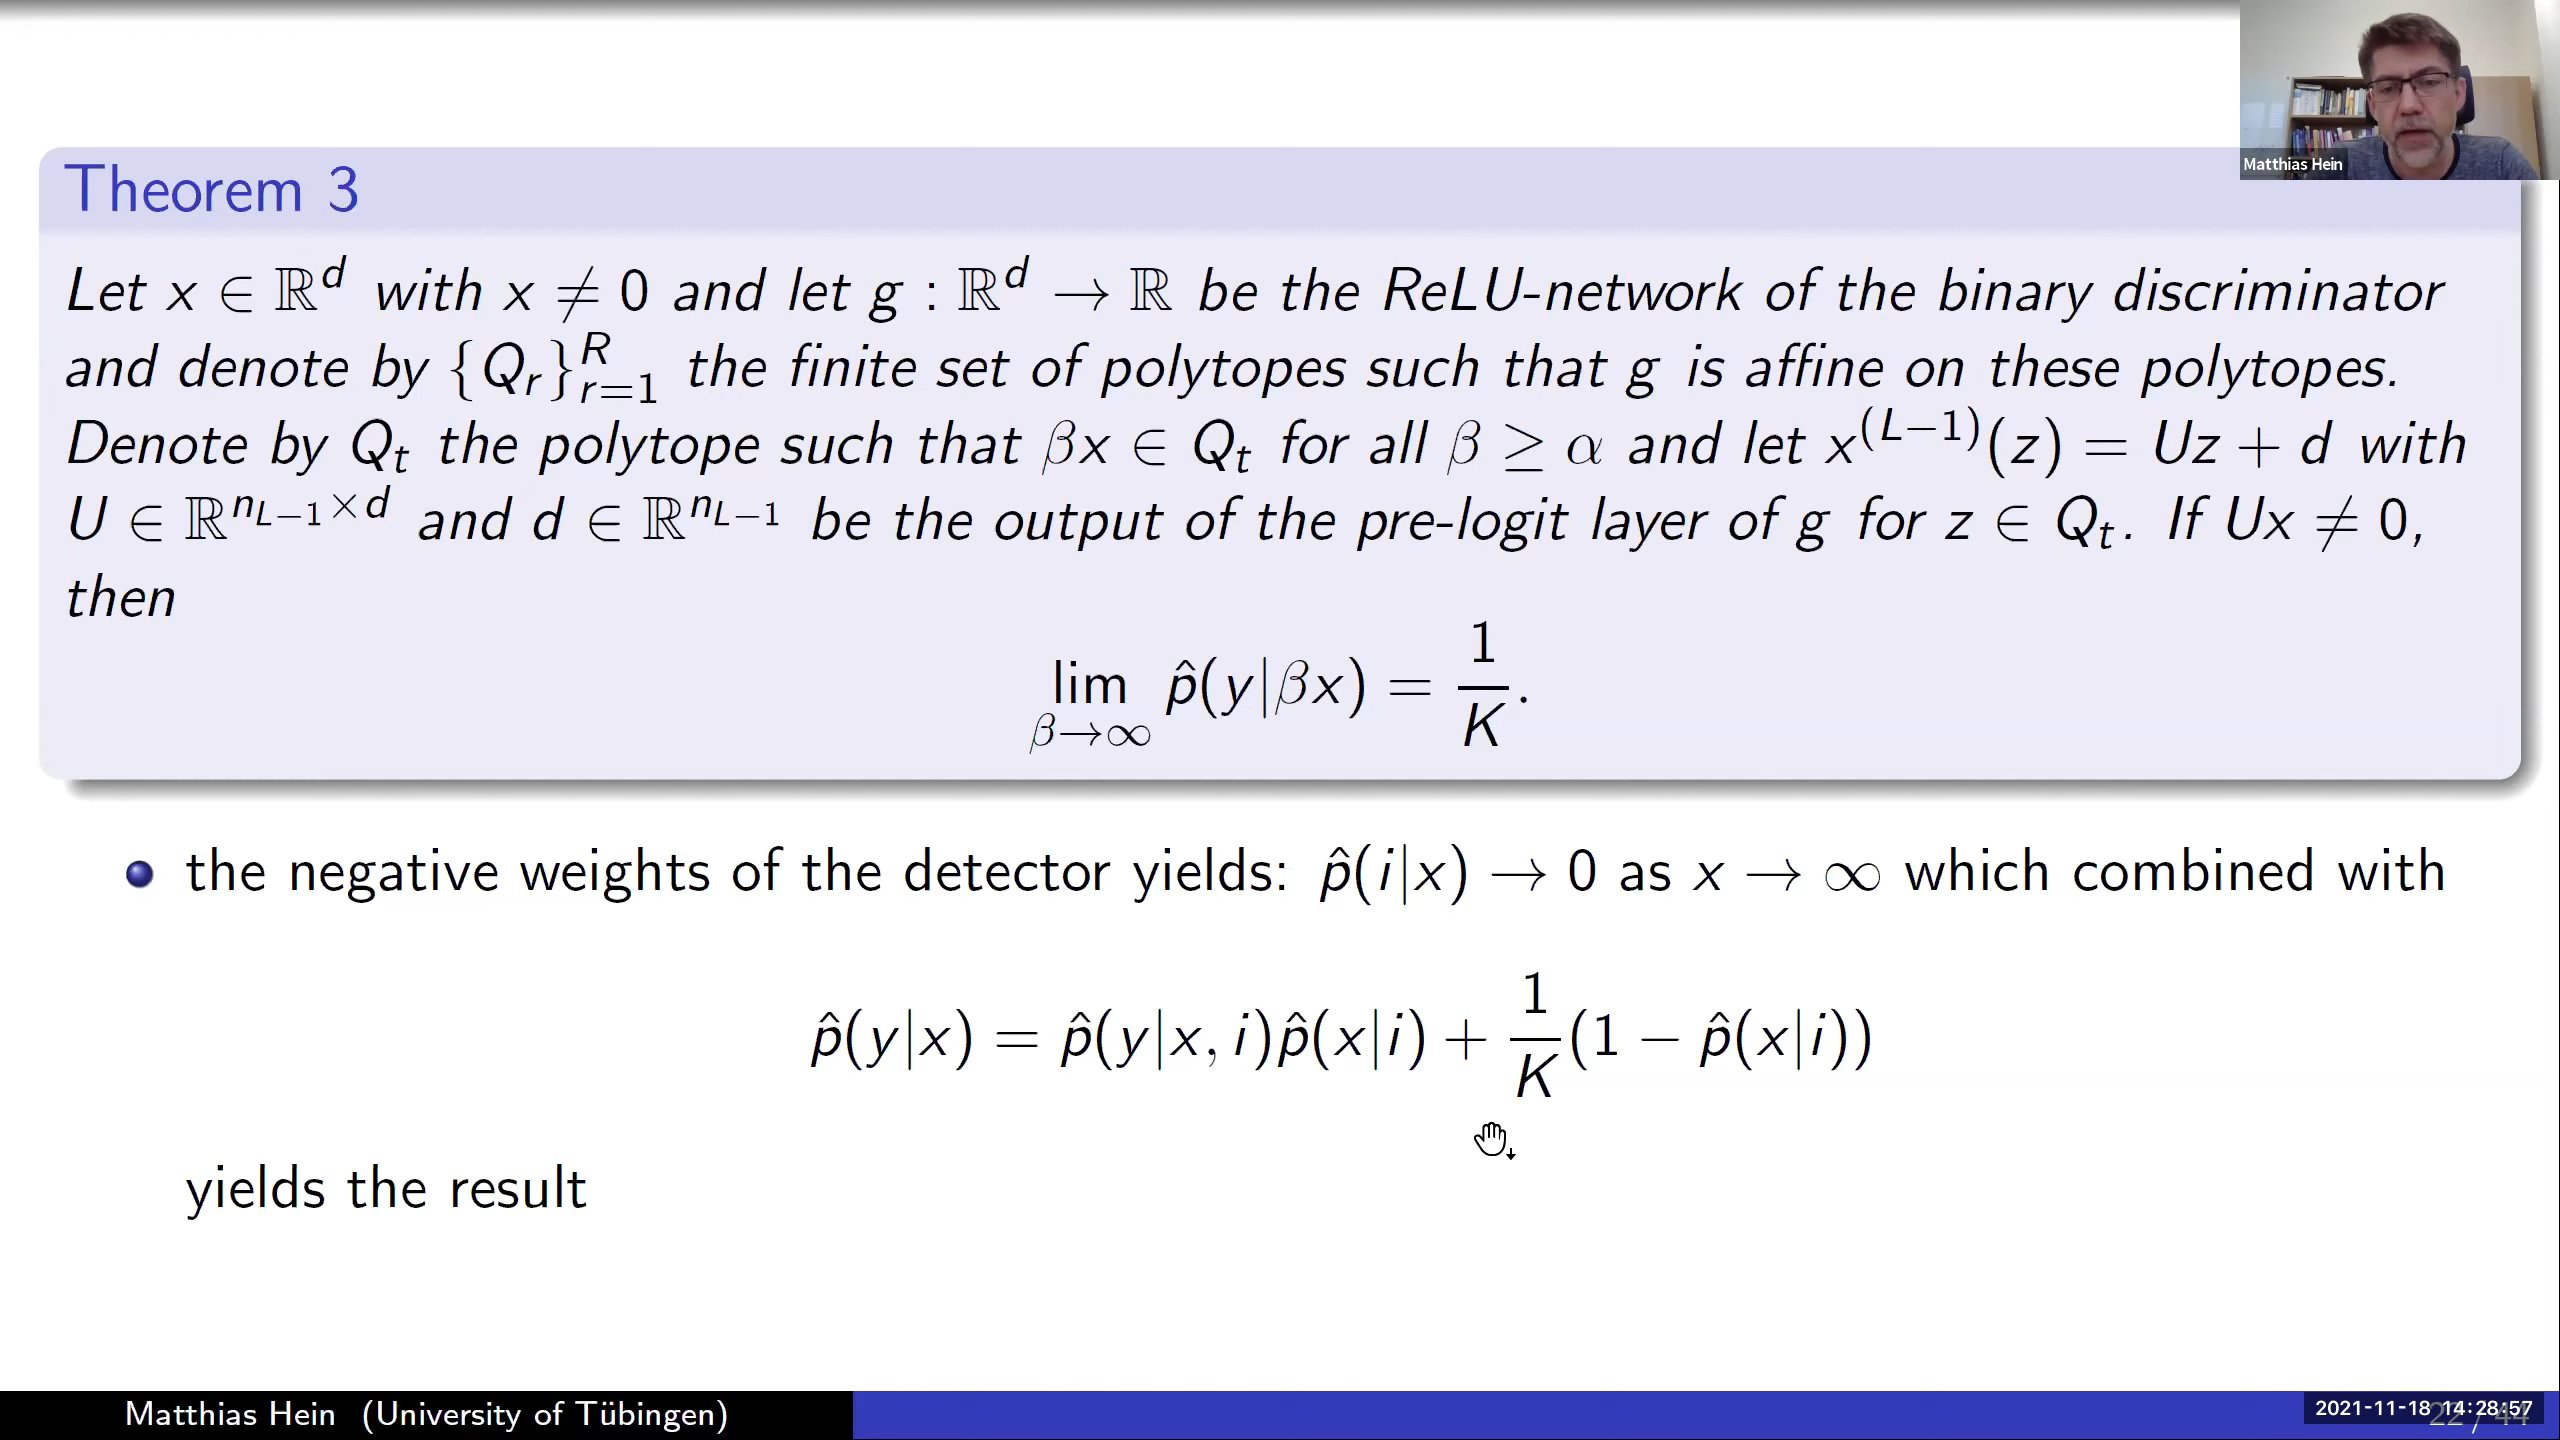 Matthias Hein
Theorem 3
Let x ∈ ℝ^d with x ≠ 0 and let g : ℝ^d → ℝ be the ReLU-network of the binary discriminator
and denote by {Q_r}_{r=1}^R the finite set of polytopes such that g is affine on these polytopes.
Denote by Q_t the polytope such that βx ∈ Q_t for all β ≥ α and let x^{(L−1)}(z) = Uz + d with
U ∈ ℝ^{n_{L−1}×d} and d ∈ ℝ^{n_{L−1}} be the output of the pre-logit layer of g for z ∈ Q_t. If Ux ≠ 0,
then
lim_{β→∞} p̂(y|βx) = 1/K.
the negative weights of the detector yields: p̂(i|x) → 0 as x → ∞ which combined with
p̂(y|x) = p̂(y|x, i)p̂(x|i) + 1/K (1 − p̂(x|i))
yields the result
Matthias Hein (University of Tübingen)
2021-11-18 14:28:57
22 / 44